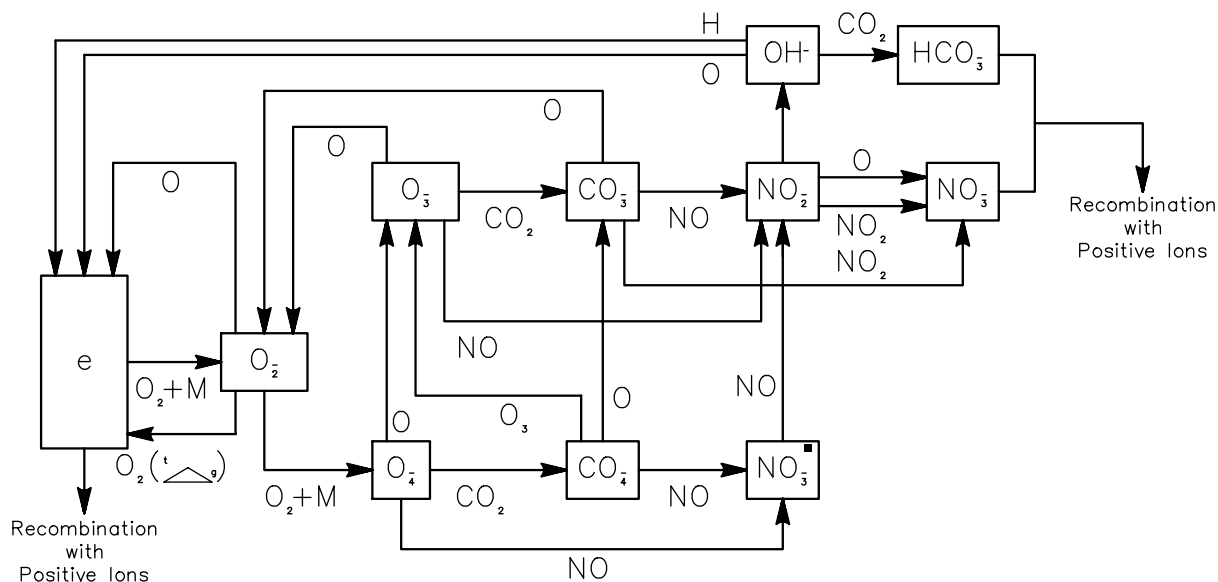 H
CO₂
OH-
HCO₃̄
O
O
O
O
O₃̄
CO₃̄
NO₂̄
NO₃̄
CO₂
NO
NO₂
NO₂
Recombination
with
Positive Ions
e
O₂̄
O₂+M
NO
NO
O
O₃
O
O₂(t g)
O₄̄
CO₄̄
NO₃̄
O₂+M
CO₂
NO
NO
Recombination
with
Positive Ions